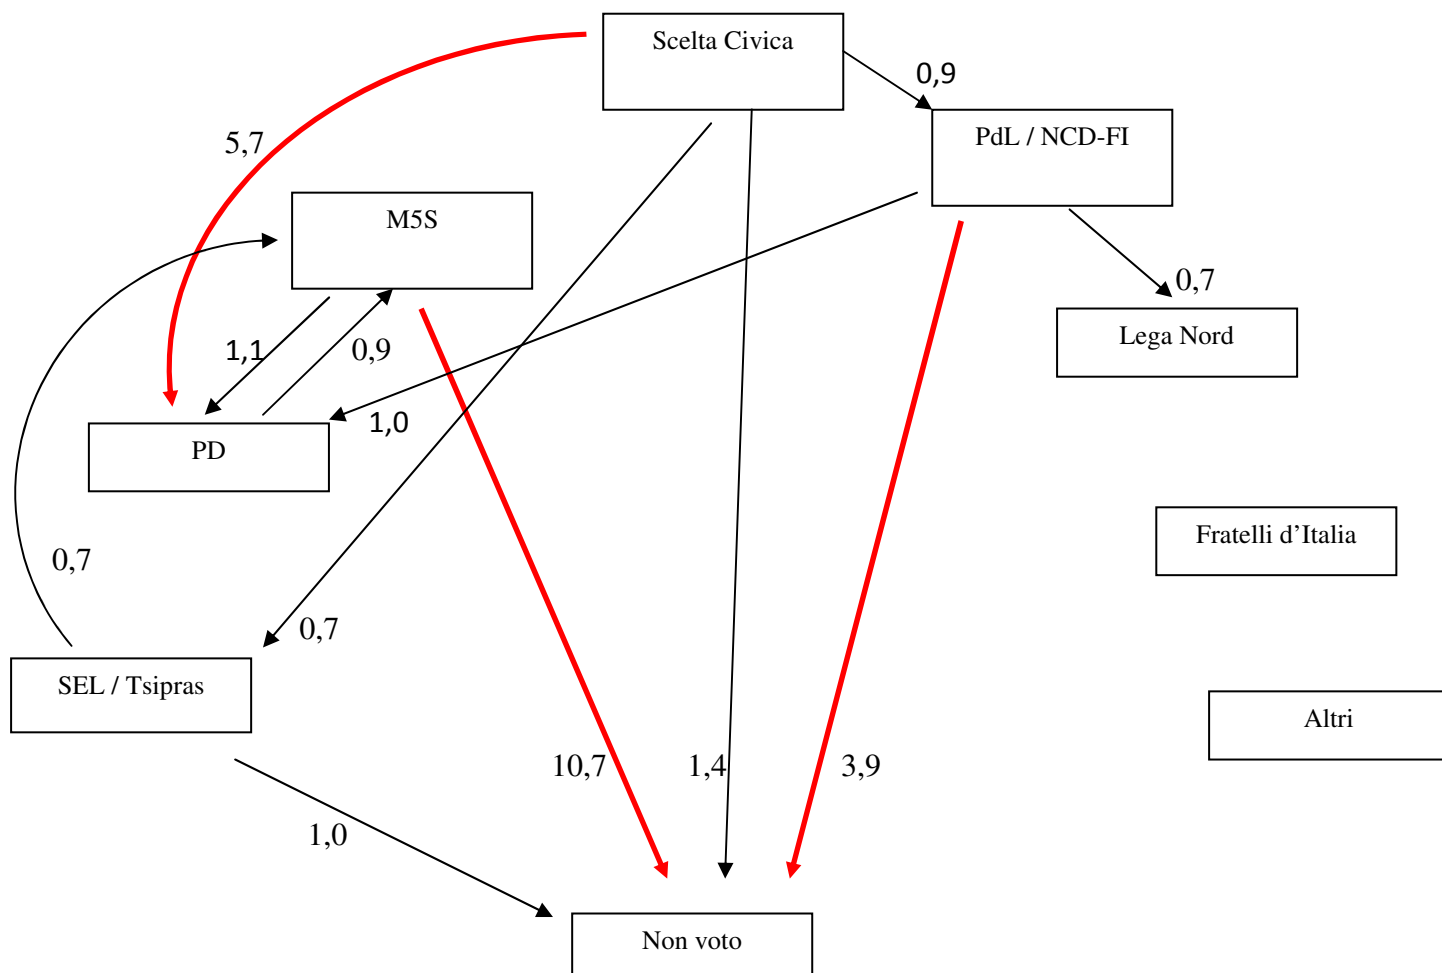 Scelta Civica
0,9
PdL / NCD-FI
5,7
M5S
0,7
Lega Nord
1,1
0,9
1,0
PD
Fratelli d’Italia
0,7
0,7
SEL / Tsipras
Altri
10,7
1,4
3,9
1,0
Non voto